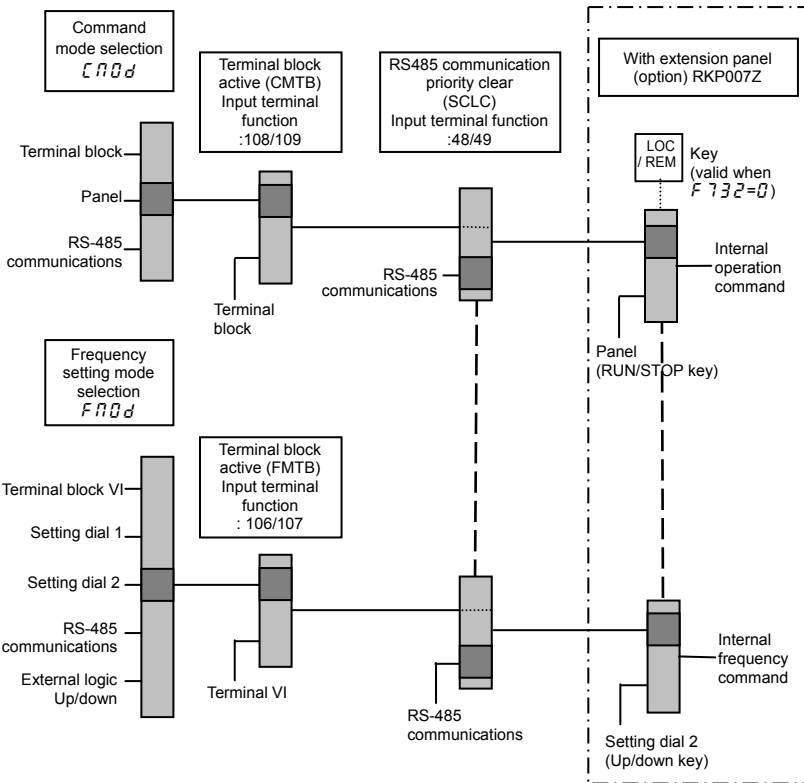 Command
mode selection
CMOd
Terminal block
active (CMTB)
Input terminal
function
:108/109
RS485 communication
priority clear
(SCLC)
Input terminal function
:48/49
With extension panel
(option) RKP007Z
Terminal block
Panel
RS-485
communications
Terminal
block
RS-485
communications
LOC
/ REM
Key
(valid when
F732=0)
Internal
operation
command
Panel
(RUN/STOP key)
Frequency
setting mode
selection
FMOd
Terminal block
active (FMTB)
Input terminal
function
: 106/107
Terminal block VI
Setting dial 1
Setting dial 2
RS-485
communications
External logic
Up/down
Terminal VI
RS-485
communications
Internal
frequency
command
Setting dial 2
(Up/down key)